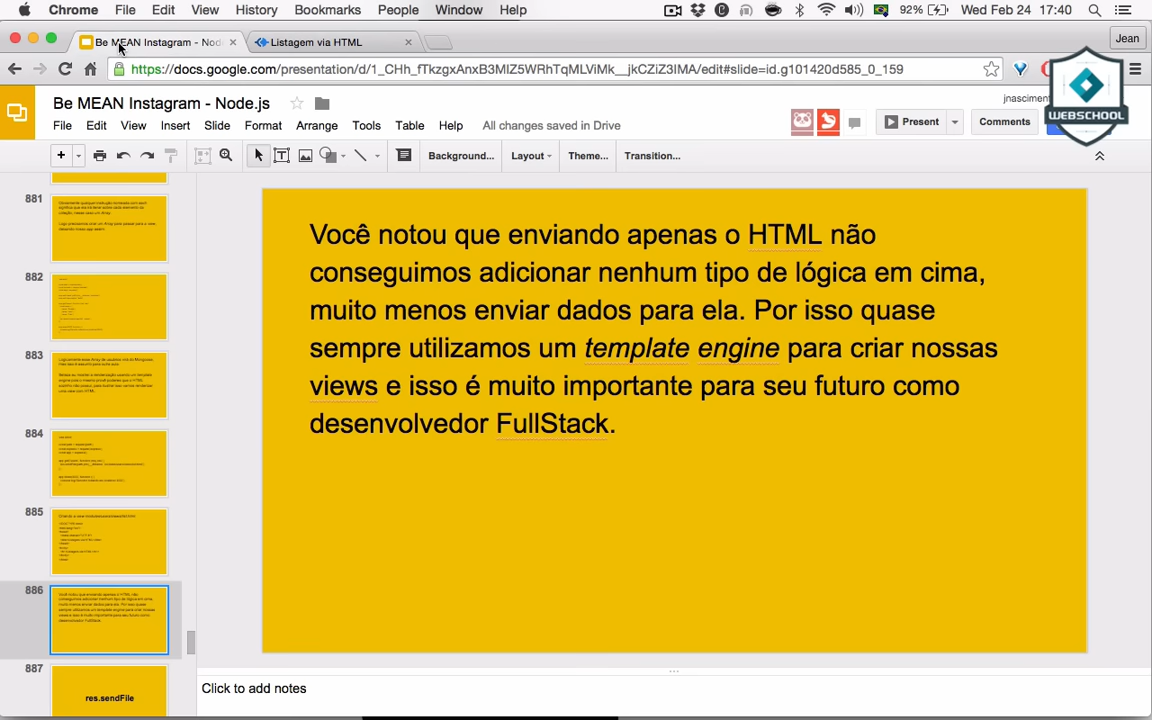 Chrome File Edit View History Bookmarks People Window Help 92% Wed Feb 24 17:40
Be MEAN Instagram - Nod Listagem via HTML Jean
https://docs.google.com/presentation/d/1_CHh_fTkzgxAnxB3MlZ5WRhTqMLViMk__jkCZiZ3IMA/edit#slide=id.g101420d585_0_159
Be MEAN Instagram - Node.js
jnasciment
WEBSCHOOL
File Edit View Insert Slide Format Arrange Tools Table Help All changes saved in Drive
Present Comments
Background... Layout Theme... Transition...
881
882
883
884
885
886
887
res.sendFile
Você notou que enviando apenas o HTML não
conseguimos adicionar nenhum tipo de lógica em cima,
muito menos enviar dados para ela. Por isso quase
sempre utilizamos um template engine para criar nossas
views e isso é muito importante para seu futuro como
desenvolvedor FullStack.
Click to add notes